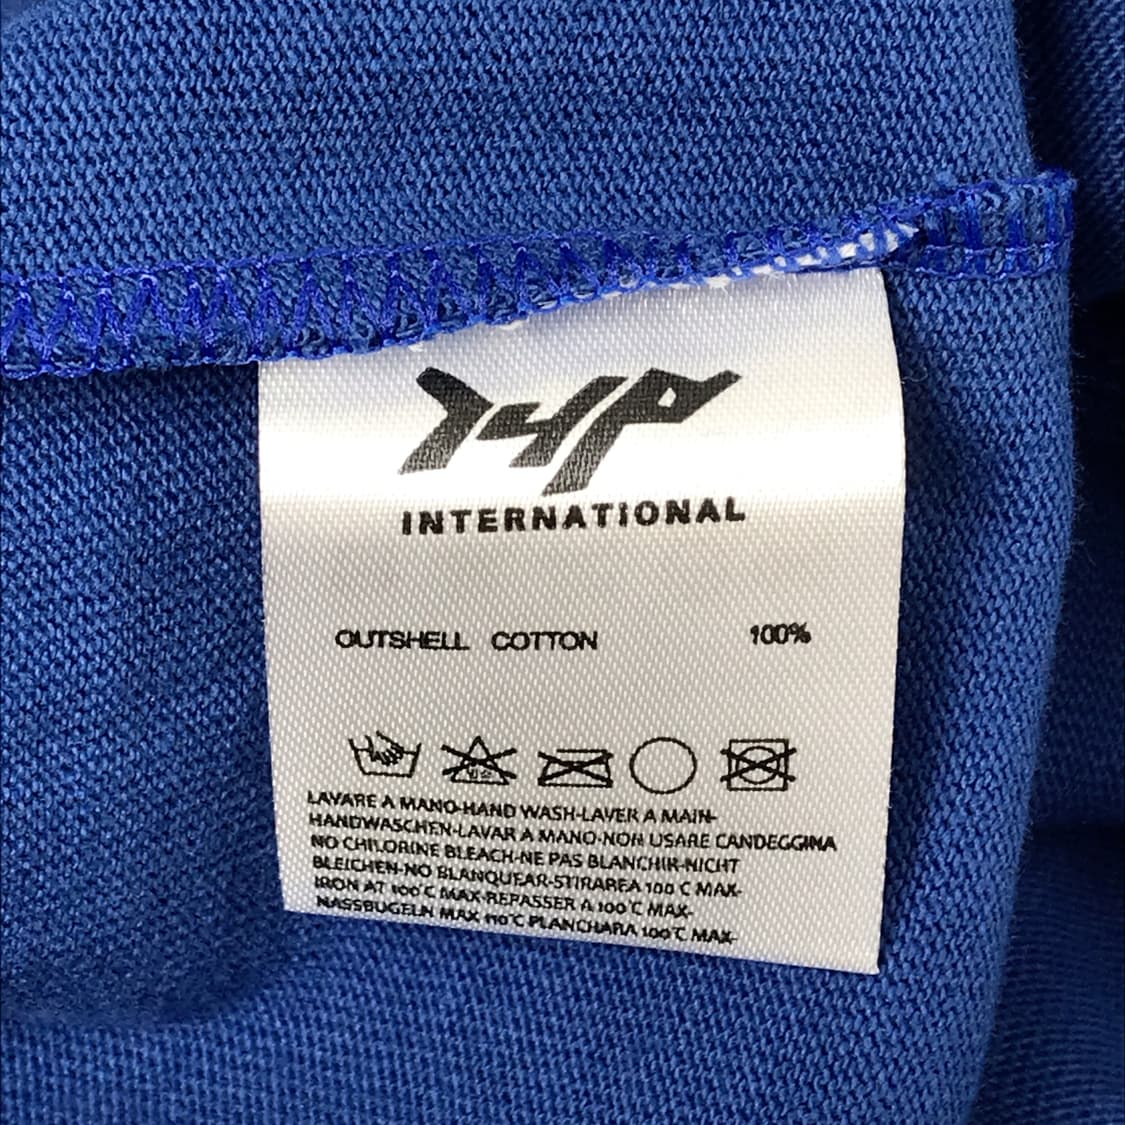 INTERNATIONAL
OUTSHELL COTTON 100%
LAVARE A MANO-HAND WASH-LAVER A MAIN-
HANDWASCHEN-LAVAR A MANO-NON USARE CANDEGGINA
NO CHILORINE BLEACH-NE PAS BLANCHIR-NICHT
BLEICHEN-NO BLANQUEAR-STIRAREA 100 C MAX-
IRON AT 100°C MAX-REPASSER A 100°C MAX-
NASSBUGELN MAX 110°C PLANCHARA 100°C MAX-